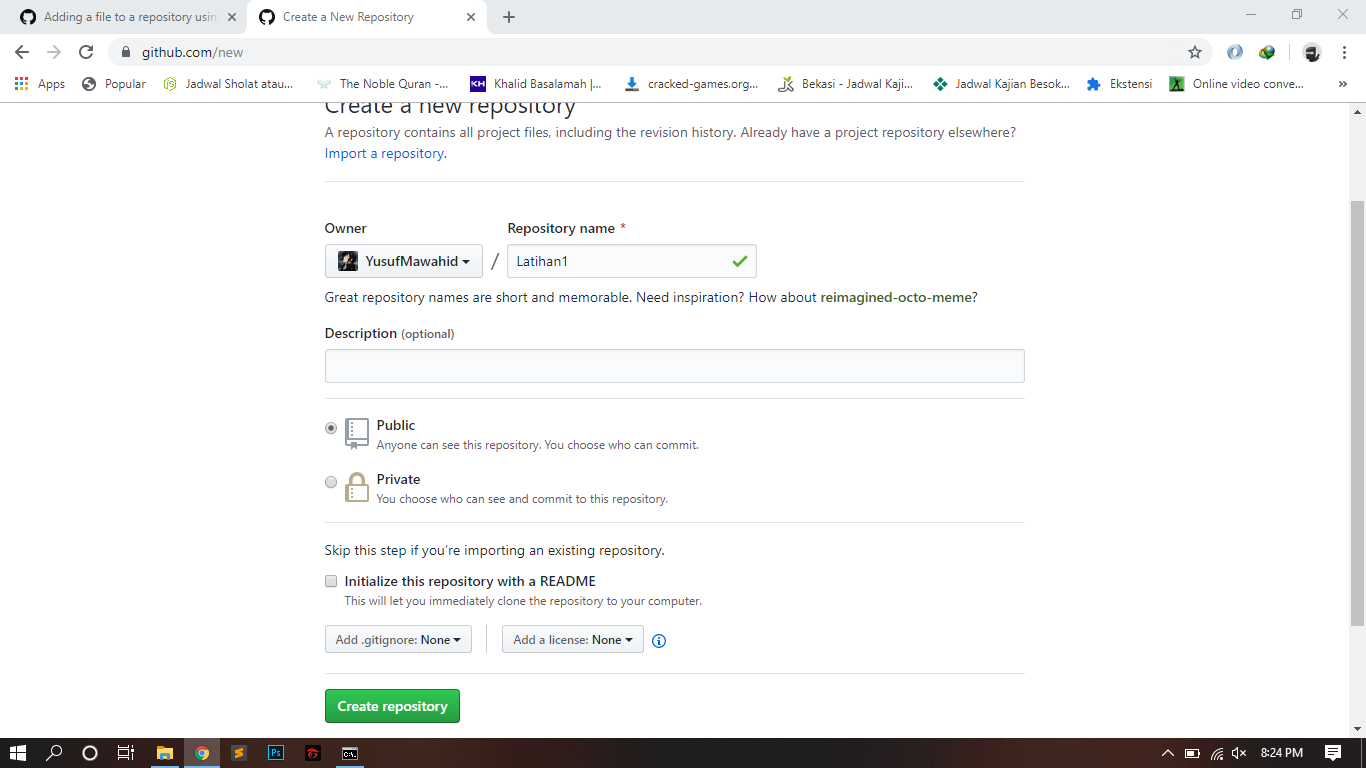 Adding a file to a repository usin
Create a New Repository
github.com/new
Apps
Popular
Jadwal Sholat atau...
The Noble Quran -...
KH
Khalid Basalamah |...
cracked-games.org...
Bekasi - Jadwal Kaji...
Jadwal Kajian Besok...
Ekstensi
Online video conve...
»
Create a new repository
A repository contains all project files, including the revision history. Already have a project repository elsewhere?
Import a repository.
Owner
Repository name *
YusufMawahid
/
Latihan1
Great repository names are short and memorable. Need inspiration? How about reimagined-octo-meme?
Description (optional)
Public
Anyone can see this repository. You choose who can commit.
Private
You choose who can see and commit to this repository.
Skip this step if you’re importing an existing repository.
Initialize this repository with a README
This will let you immediately clone the repository to your computer.
Add .gitignore: None
Add a license: None
Create repository
Ps
C:\.
8:24 PM